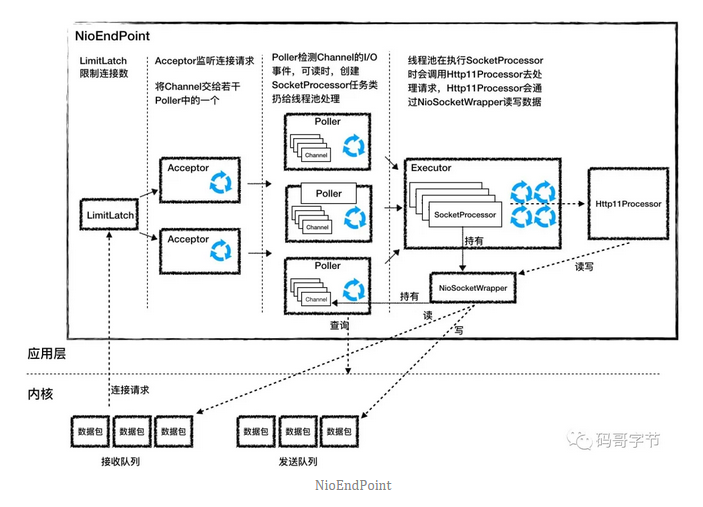 NioEndPoint
LimitLatch
限制连接数
Acceptor监听连接请求
将Channel交给若干
Poller中的一个
Poller检测Channel的I/O
事件，可读时，创建
SocketProcessor任务类
扔给线程池处理
线程池在执行SocketProcessor
时会调用Http11Processor去处
理请求，Http11Processor会通
过NioSocketWrapper读写数据
LimitLatch
Acceptor
Acceptor
Poller
Channel
Poller
Channel
Poller
Channel
Executor
SocketProcessor
Http11Processor
持有
读写
NioSocketWrapper
持有
读
写
查询
应用层
内核
连接请求
数据包
数据包
数据包
接收队列
数据包
数据包
数据包
发送队列
码哥字节
NioEndPoint